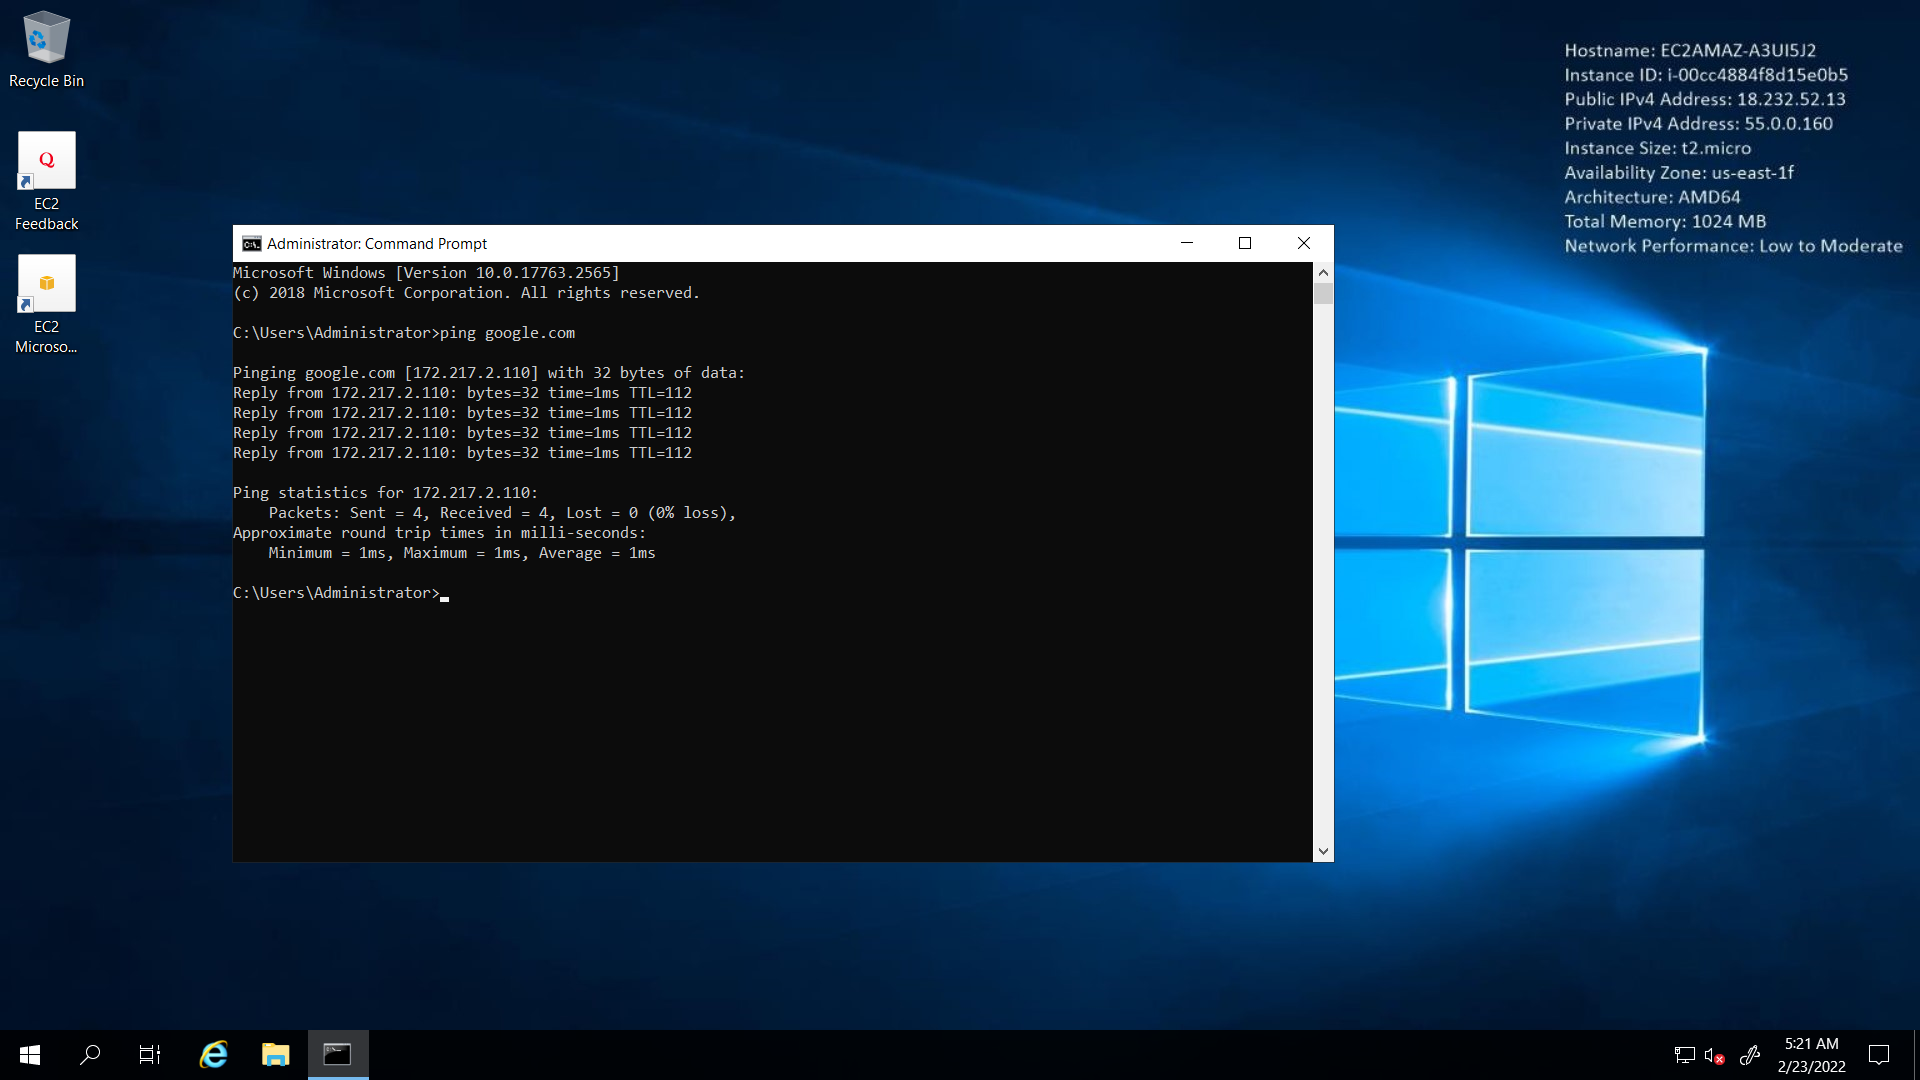 Recycle Bin
Q
EC2
Feedback
EC2
Microso...
Hostname: EC2AMAZ-A3UI5J2
Instance ID: i-00cc4884f8d15e0b5
Public IPv4 Address: 18.232.52.13
Private IPv4 Address: 55.0.0.160
Instance Size: t2.micro
Availability Zone: us-east-1f
Architecture: AMD64
Total Memory: 1024 MB
Network Performance: Low to Moderate
Administrator: Command Prompt
Microsoft Windows [Version 10.0.17763.2565]
(c) 2018 Microsoft Corporation. All rights reserved.
C:\Users\Administrator>ping google.com
Pinging google.com [172.217.2.110] with 32 bytes of data:
Reply from 172.217.2.110: bytes=32 time=1ms TTL=112
Reply from 172.217.2.110: bytes=32 time=1ms TTL=112
Reply from 172.217.2.110: bytes=32 time=1ms TTL=112
Reply from 172.217.2.110: bytes=32 time=1ms TTL=112
Ping statistics for 172.217.2.110:
    Packets: Sent = 4, Received = 4, Lost = 0 (0% loss),
Approximate round trip times in milli-seconds:
    Minimum = 1ms, Maximum = 1ms, Average = 1ms
C:\Users\Administrator>
5:21 AM
2/23/2022